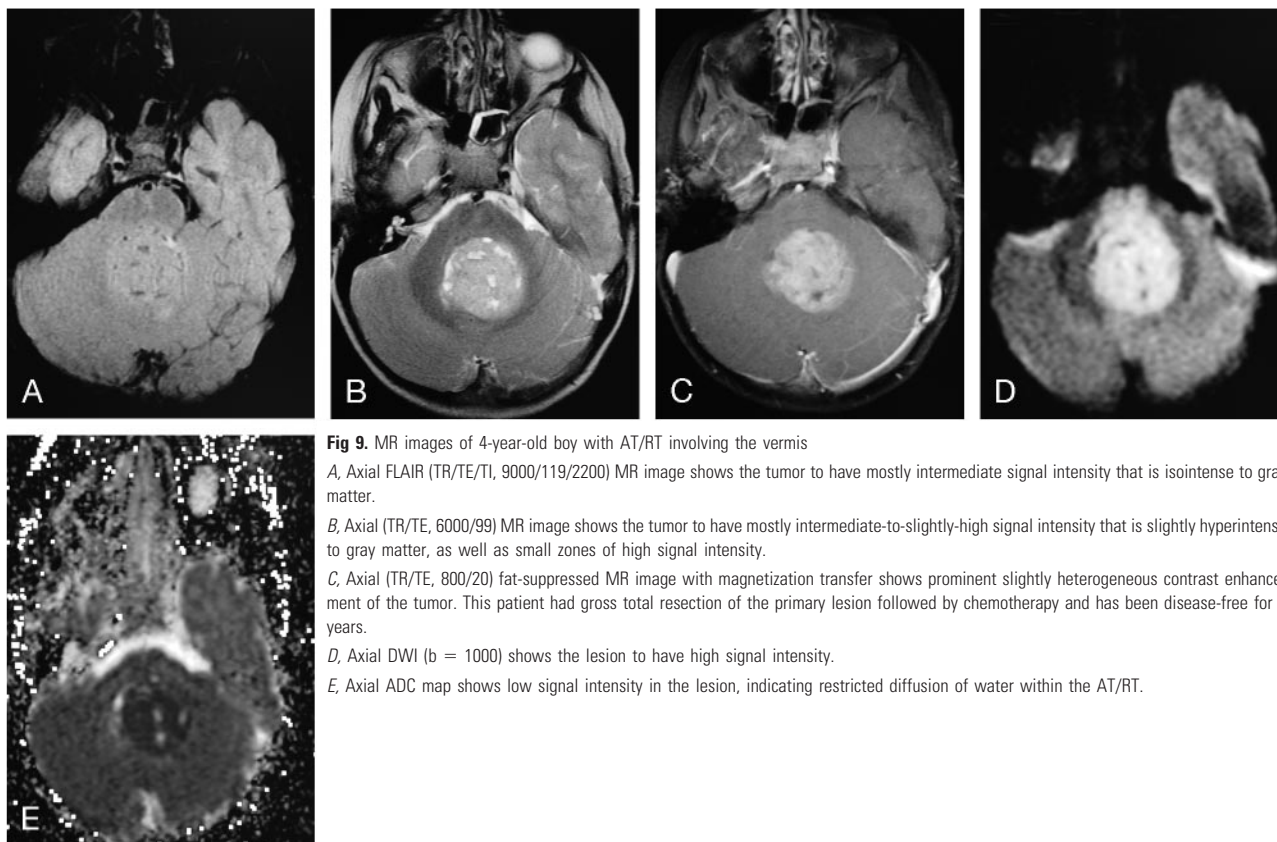 A
B
C
D
E
Fig 9. MR images of 4-year-old boy with AT/RT involving the vermis
A, Axial FLAIR (TR/TE/TI, 9000/119/2200) MR image shows the tumor to have mostly intermediate signal intensity that is isointense to gra
matter.
B, Axial (TR/TE, 6000/99) MR image shows the tumor to have mostly intermediate-to-slightly-high signal intensity that is slightly hyperintens
to gray matter, as well as small zones of high signal intensity.
C, Axial (TR/TE, 800/20) fat-suppressed MR image with magnetization transfer shows prominent slightly heterogeneous contrast enhance
ment of the tumor. This patient had gross total resection of the primary lesion followed by chemotherapy and has been disease-free for
years.
D, Axial DWI (b = 1000) shows the lesion to have high signal intensity.
E, Axial ADC map shows low signal intensity in the lesion, indicating restricted diffusion of water within the AT/RT.